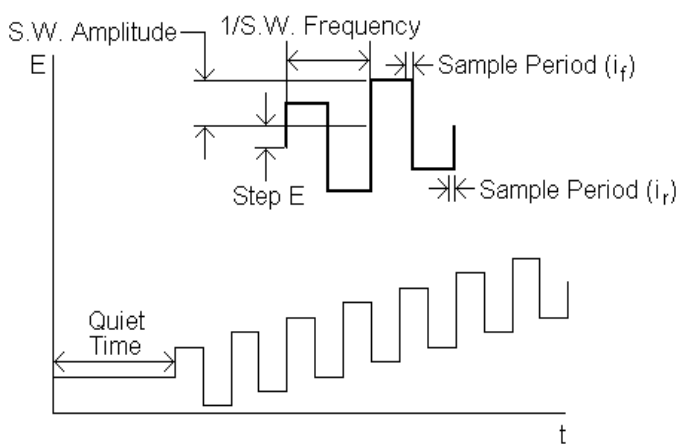 S.W. Amplitude
1/S.W. Frequency
E
Sample Period (if)
Step E
Sample Period (ir)
Quiet
Time
t